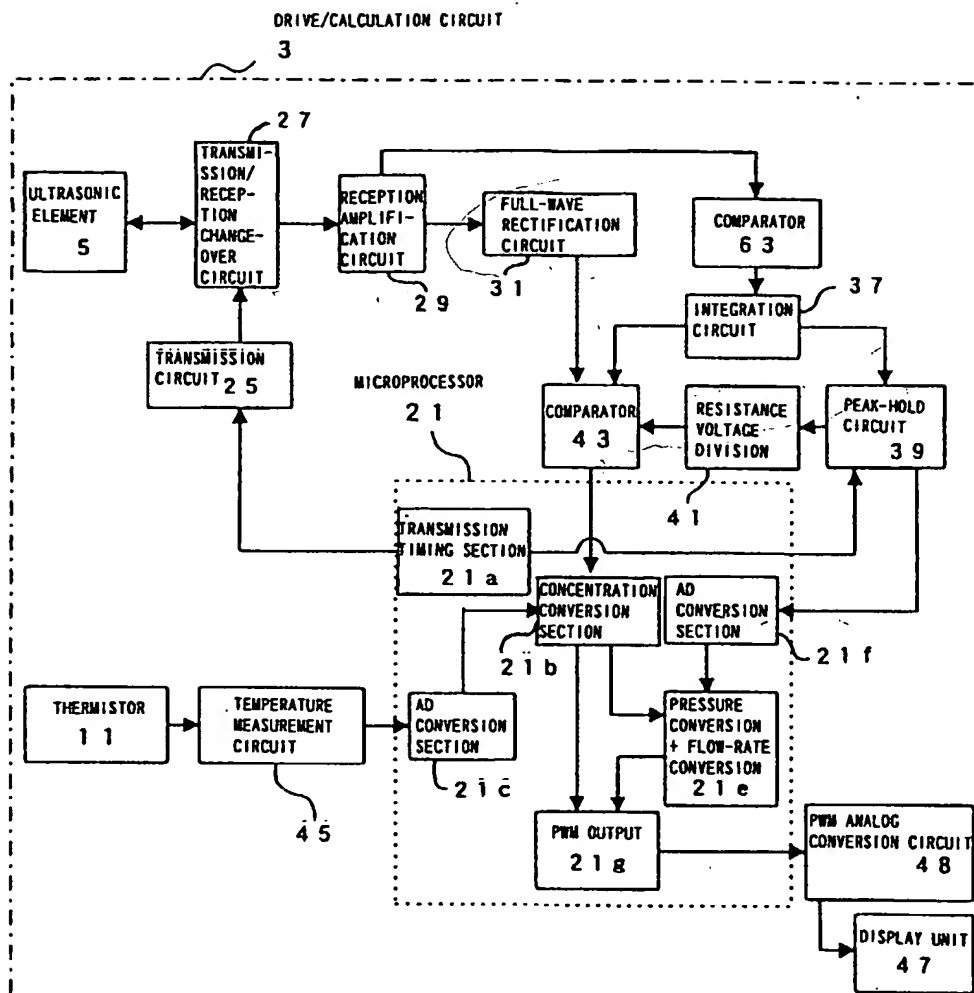 DRIVE/CALCULATION CIRCUIT
3
27
TRANSMI-
SSION/
RECEP-
TION
CHANGE-
OVER
CIRCUIT
ULTRASONIC
ELEMENT
5
RECEPTION
AMPLIFI-
CATION
CIRCUIT
29
FULL-WAVE
RECTIFICATION
CIRCUIT
31
COMPARATOR
63
INTEGRATION
CIRCUIT
37
TRANSMISSION
CIRCUIT 25
MICROPROCESSOR
21
COMPARATOR
43
RESISTANCE
VOLTAGE
DIVISION
41
PEAK-HOLD
CIRCUIT
39
TRANSMISSION
TIMING SECTION
21a
CONCENTRATION
CONVERSION
SECTION
21b
AD
CONVERSION
SECTION
21f
THERMISTOR
11
TEMPERATURE
MEASUREMENT
CIRCUIT
45
AD
CONVERSION
SECTION
21c
PRESSURE
CONVERSION
+ FLOW-RATE
CONVERSION
21e
PWM OUTPUT
21g
PWM ANALOG
CONVERSION CIRCUIT
48
DISPLAY UNIT
47